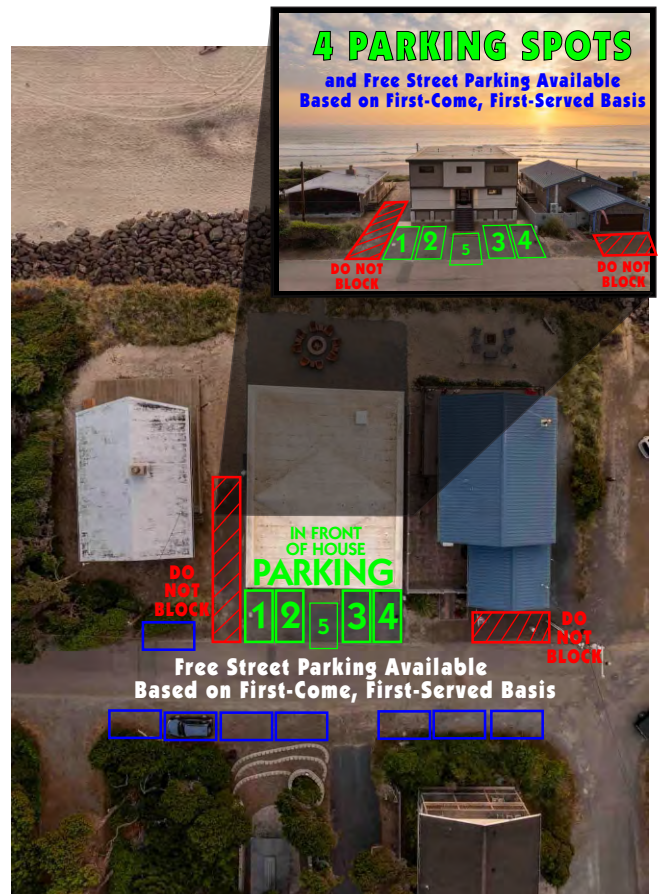 4 PARKING SPOTS
and Free Street Parking Available
Based on First-Come, First-Served Basis
1 2 5 3 4
DO NOT
BLOCK
DO NOT
BLOCK
IN FRONT
OF HOUSE
PARKING
1 2 5 3 4
DO
NOT
BLOCK
DO
NOT
BLOCK
Free Street Parking Available
Based on First-Come, First-Served Basis